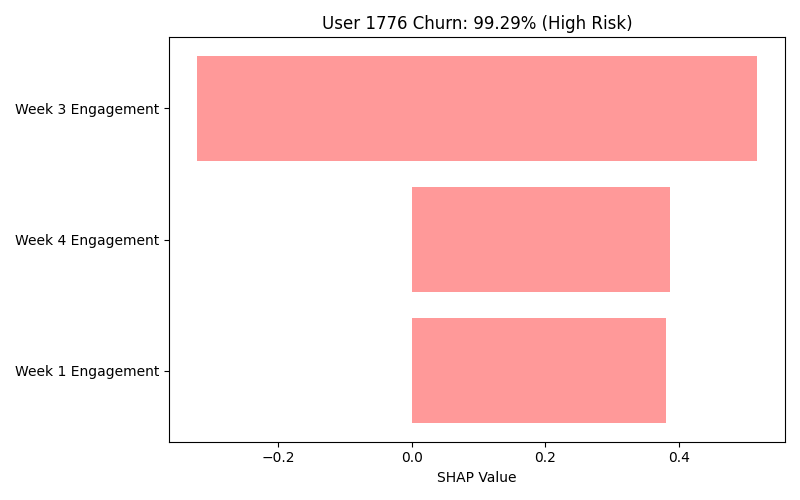 User 1776 Churn: 99.29% (High Risk)
Week 3 Engagement
Week 4 Engagement
Week 1 Engagement
−0.2 0.0 0.2 0.4
SHAP Value